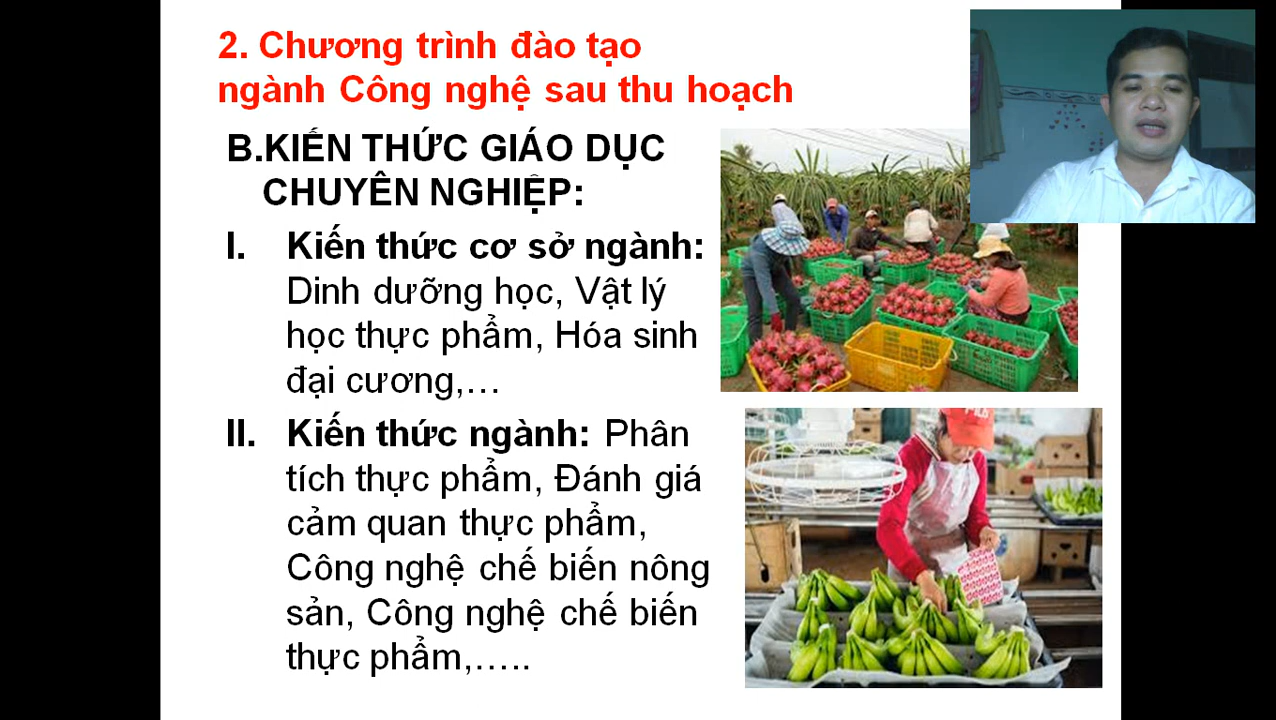 2. Chương trình đào tạo
ngành Công nghệ sau thu hoạch
B.KIẾN THỨC GIÁO DỤC
CHUYÊN NGHIỆP:
I. Kiến thức cơ sở ngành:
Dinh dưỡng học, Vật lý
học thực phẩm, Hóa sinh
đại cương,…
II. Kiến thức ngành: Phân
tích thực phẩm, Đánh giá
cảm quan thực phẩm,
Công nghệ chế biến nông
sản, Công nghệ chế biến
thực phẩm,…..